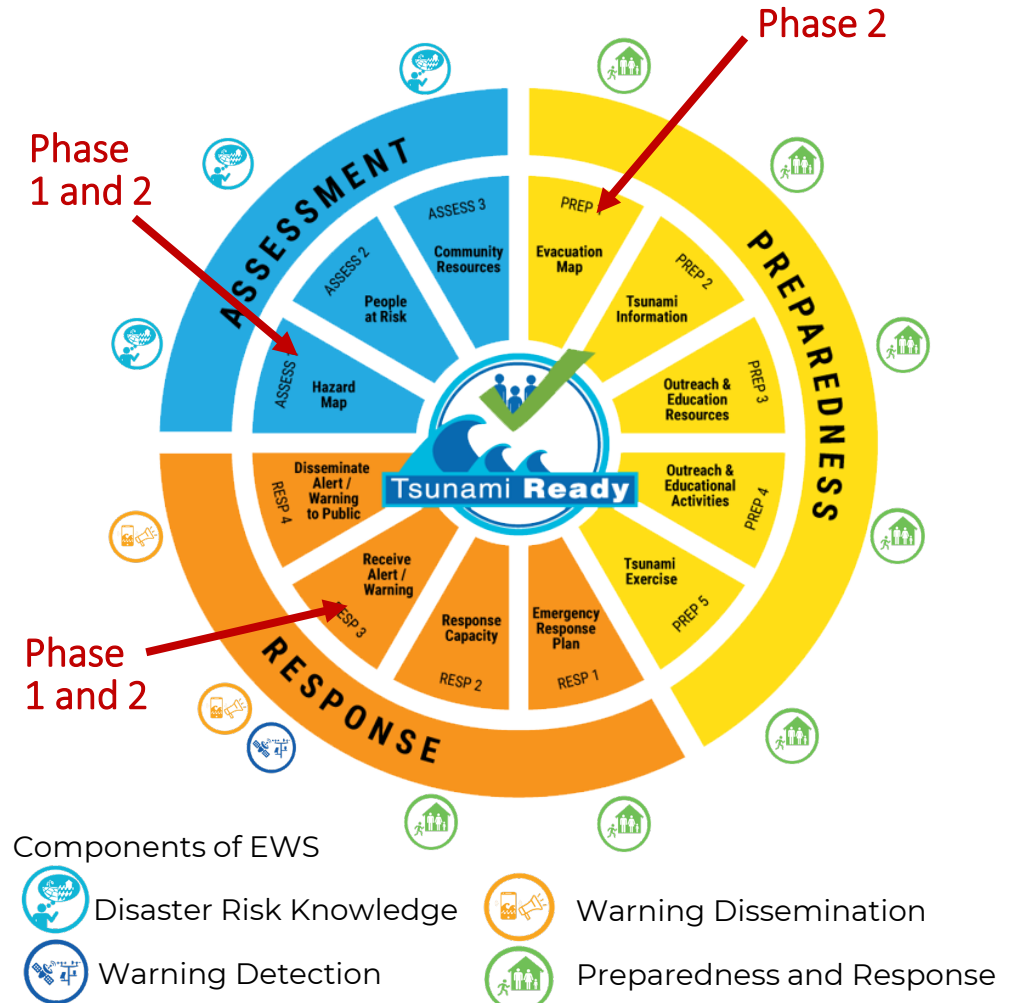 Phase 2
Phase
1 and 2
ASSESSMENT
PREPAREDNESS
RESPONSE
ASSESS 3
Community
Resources
ASSESS 2
People
at Risk
ASSESS
Hazard
Map
PREP
Evacuation
Map
PREP 2
Tsunami
Information
PREP 3
Outreach &
Education
Resources
Outreach &
Educational
Activities
PREP 4
Tsunami
Exercise
PREP 5
Emergency
Response
Plan
RESP 1
Response
Capacity
RESP 2
Receive
Alert /
Warning
RESP 3
Disseminate
Alert /
Warning
to Public
RESP 4
Tsunami Ready
Phase
1 and 2
Components of EWS
Disaster Risk Knowledge
Warning Dissemination
Warning Detection
Preparedness and Response